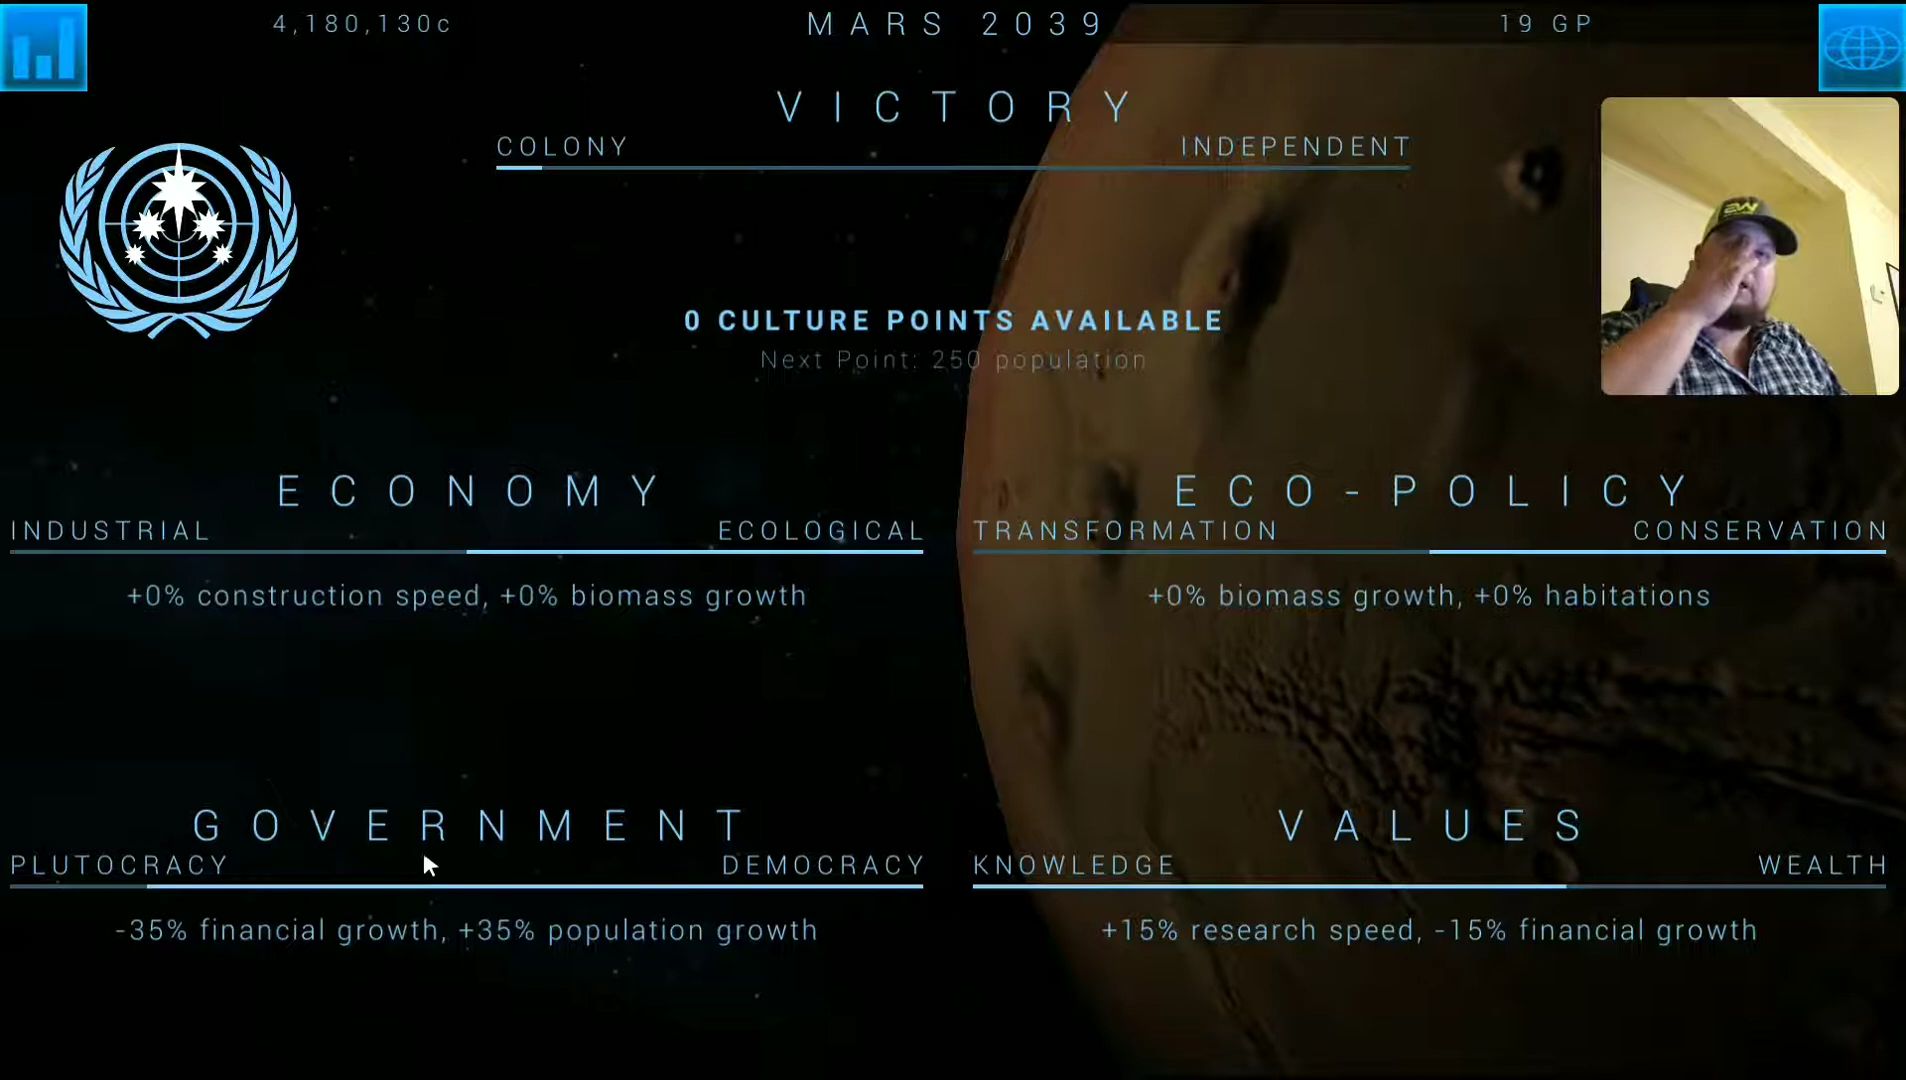 4,180,130c
MARS 2039
19 GP
VICTORY
COLONY
INDEPENDENT
0 CULTURE POINTS AVAILABLE
Next Point: 250 population
ECONOMY
INDUSTRIAL
ECOLOGICAL
+0% construction speed, +0% biomass growth
ECO-POLICY
TRANSFORMATION
CONSERVATION
+0% biomass growth, +0% habitations
GOVERNMENT
PLUTOCRACY
DEMOCRACY
-35% financial growth, +35% population growth
VALUES
KNOWLEDGE
WEALTH
+15% research speed, -15% financial growth